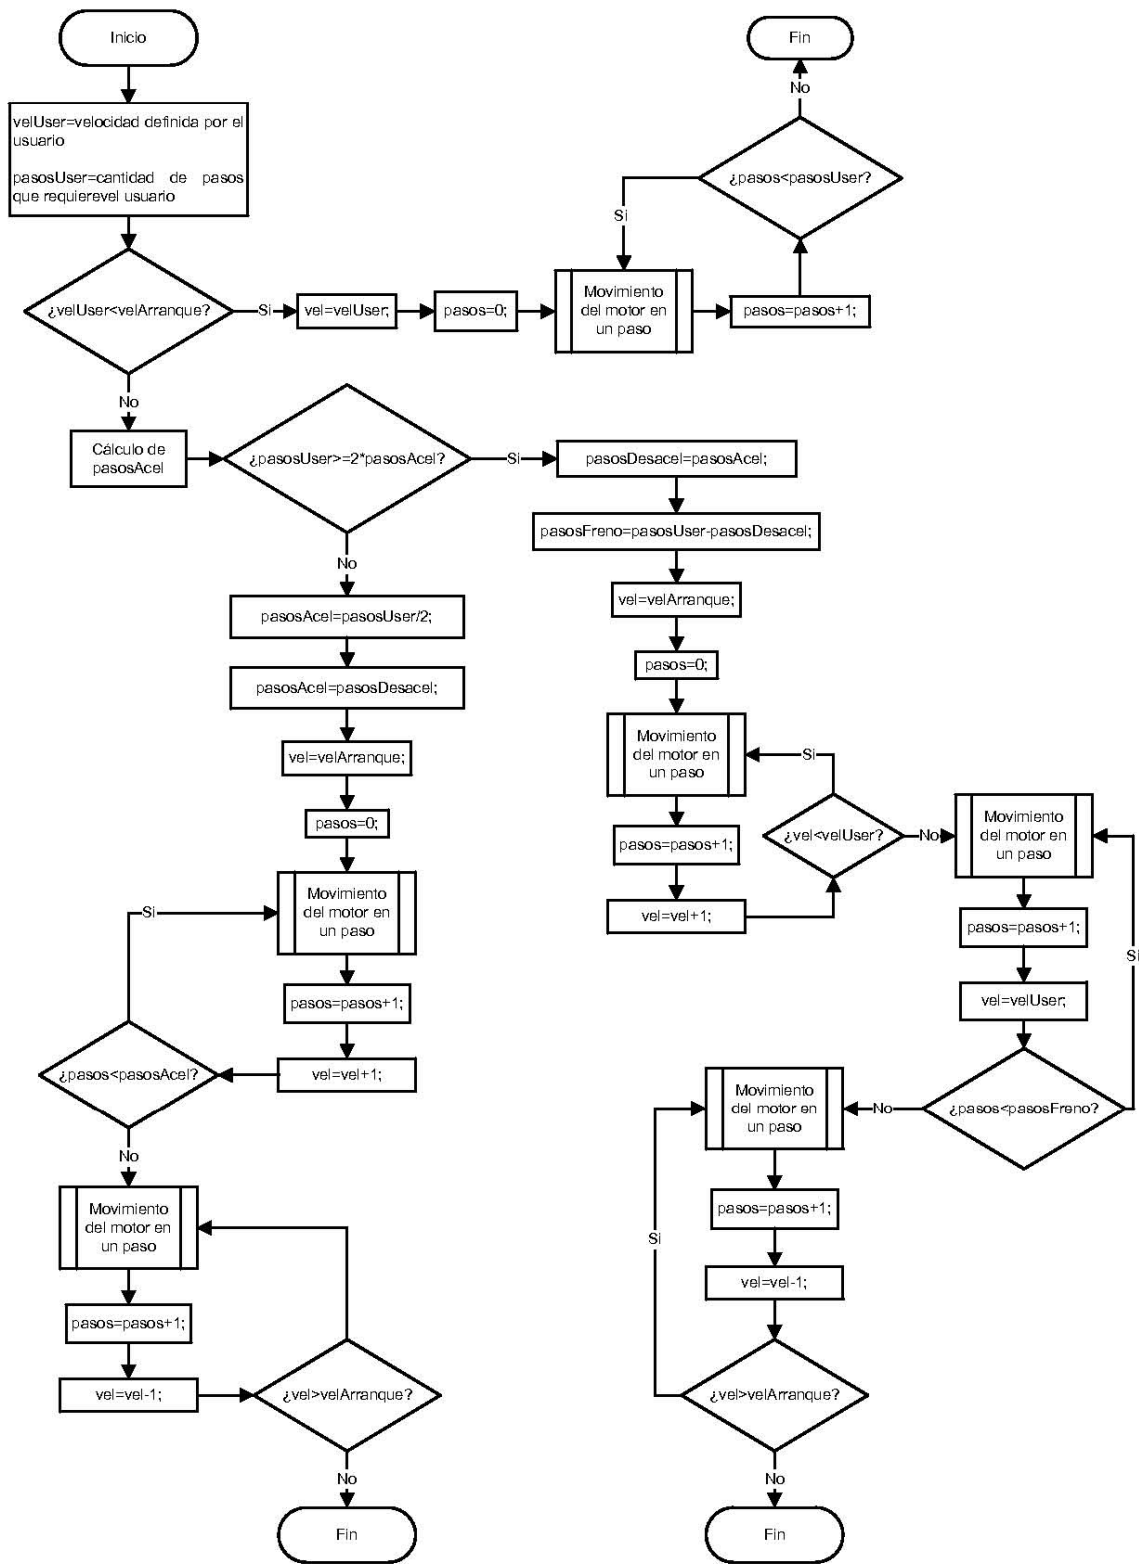 Inicio
velUser=velocidad definida por el
usuario
pasosUser=cantidad de pasos
que requierevel usuario
¿velUser<velArranque?
Si
vel=velUser;
pasos=0;
Movimiento
del motor en
un paso
pasos=pasos+1;
¿pasos<pasosUser?
Si
No
Fin
No
Cálculo de
pasosAcel
¿pasosUser>=2*pasosAcel?
Si
pasosDesacel=pasosAcel;
pasosFreno=pasosUser-pasosDesacel;
vel=velArranque;
pasos=0;
Movimiento
del motor en
un paso
pasos=pasos+1;
vel=vel+1;
¿vel<velUser?
Si
No
Movimiento
del motor en
un paso
pasos=pasos+1;
vel=velUser;
¿pasos<pasosFreno?
Si
No
Movimiento
del motor en
un paso
pasos=pasos+1;
vel=vel-1;
¿vel>velArranque?
Si
No
Fin
No
pasosAcel=pasosUser/2;
pasosAcel=pasosDesacel;
vel=velArranque;
pasos=0;
Movimiento
del motor en
un paso
pasos=pasos+1;
vel=vel+1;
¿pasos<pasosAcel?
Si
No
Movimiento
del motor en
un paso
pasos=pasos+1;
vel=vel-1;
¿vel>velArranque?
No
Fin